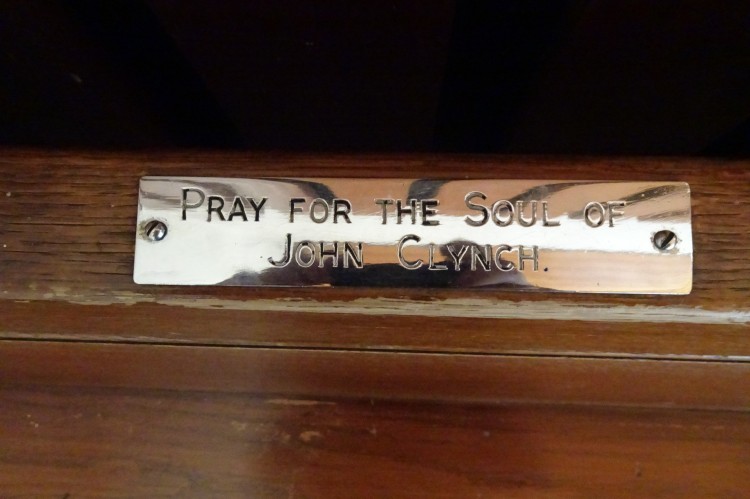 Pray for the Soul of
John Clynch.